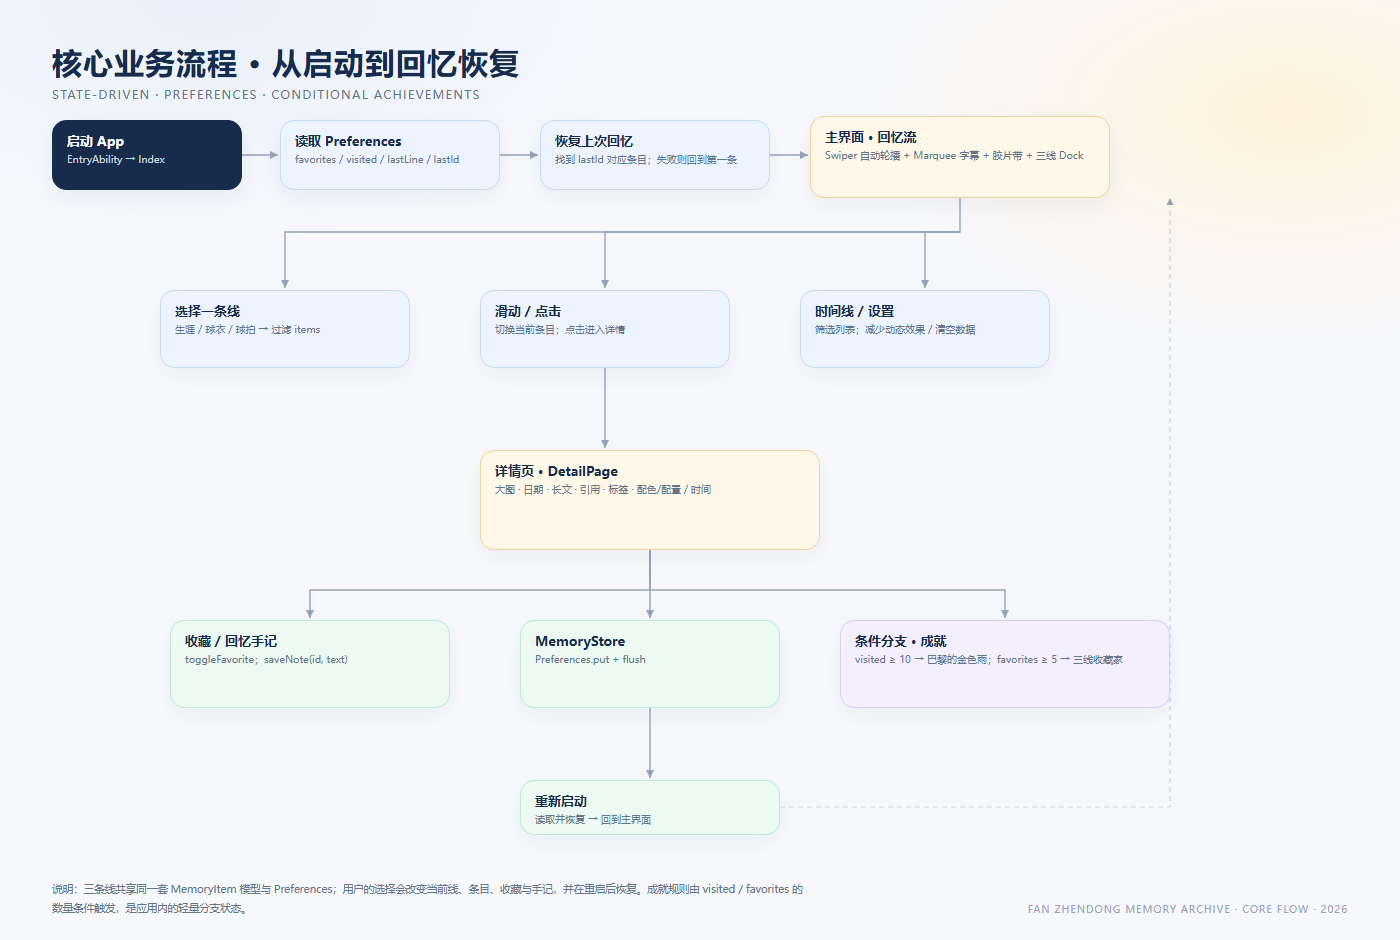 核心业务流程 · 从启动到回忆恢复
STATE-DRIVEN · PREFERENCES · CONDITIONAL ACHIEVEMENTS
启动 App
EntryAbility → Index
读取 Preferences
favorites / visited / lastLine / lastId
恢复上次回忆
找到 lastId 对应条目；失败则回到第一条
主界面 · 回忆流
Swiper 自动轮播 + Marquee 字幕 + 胶片带 + 三线 Dock
选择一条线
生涯 / 球衣 / 球拍 → 过滤 items
滑动 / 点击
切换当前条目；点击进入详情
时间线 / 设置
筛选列表；减少动态效果 / 清空数据
详情页 · DetailPage
大图 · 日期 · 长文 · 引用 · 标签 · 配色/配置 / 时间
收藏 / 回忆手记
toggleFavorite；saveNote(id, text)
MemoryStore
Preferences.put + flush
条件分支 · 成就
visited ≥ 10 → 巴黎的金色雨；favorites ≥ 5 → 三线收藏家
重新启动
读取并恢复 → 回到主界面
说明：三条线共享同一套 MemoryItem 模型与 Preferences；用户的选择会改变当前线、条目、收藏与手记，并在重启后恢复。成就规则由 visited / favorites 的
数量条件触发，是应用内的轻量分支状态。
FAN ZHENDONG MEMORY ARCHIVE · CORE FLOW · 2026